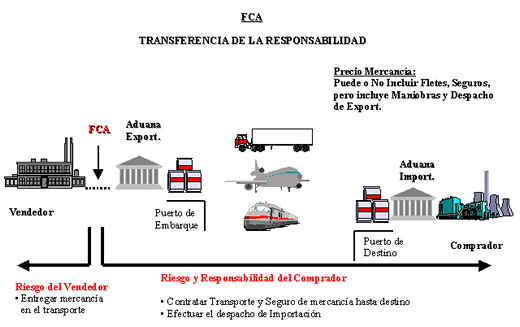 FCA
TRANSFERENCIA DE LA RESPONSABILIDAD
Precio Mercancía:
Puede o No Incluir Fletes, Seguros,
pero incluye Maniobras y Despacho
de Export.
FCA
Aduana
Export.
Aduana
Import.
Vendedor
Puerto de
Embarque
Puerto de
Destino
Comprador
Riesgo del Vendedor
• Entregar mercancía
en el transporte
Riesgo y Responsabilidad del Comprador
• Contratar Transporte y Seguro de mercancía hasta destino
• Efectuar el despacho de Importación